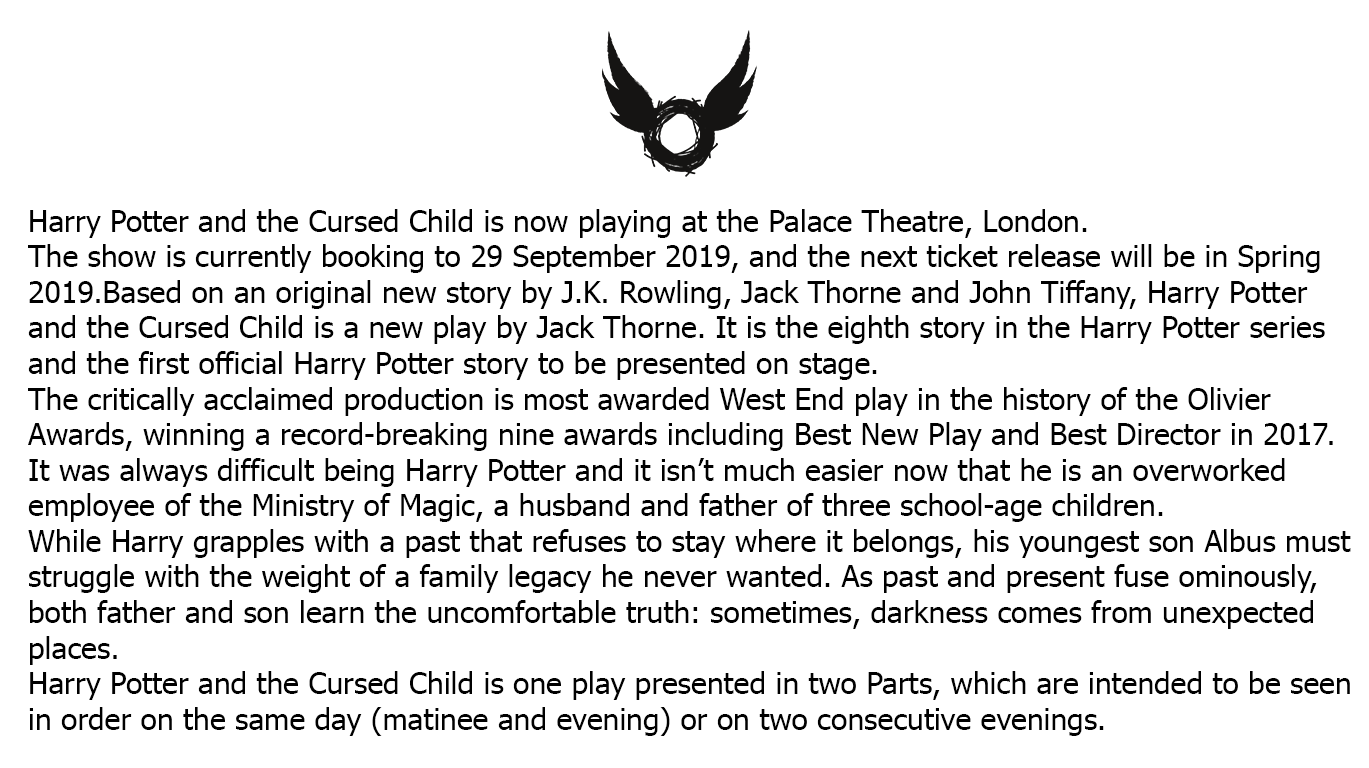 Harry Potter and the Cursed Child is now playing at the Palace Theatre, London.
The show is currently booking to 29 September 2019, and the next ticket release will be in Spring
2019.Based on an original new story by J.K. Rowling, Jack Thorne and John Tiffany, Harry Potter
and the Cursed Child is a new play by Jack Thorne. It is the eighth story in the Harry Potter series
and the first official Harry Potter story to be presented on stage.
The critically acclaimed production is most awarded West End play in the history of the Olivier
Awards, winning a record-breaking nine awards including Best New Play and Best Director in 2017.
It was always difficult being Harry Potter and it isn’t much easier now that he is an overworked
employee of the Ministry of Magic, a husband and father of three school-age children.
While Harry grapples with a past that refuses to stay where it belongs, his youngest son Albus must
struggle with the weight of a family legacy he never wanted. As past and present fuse ominously,
both father and son learn the uncomfortable truth: sometimes, darkness comes from unexpected
places.
Harry Potter and the Cursed Child is one play presented in two Parts, which are intended to be seen
in order on the same day (matinee and evening) or on two consecutive evenings.